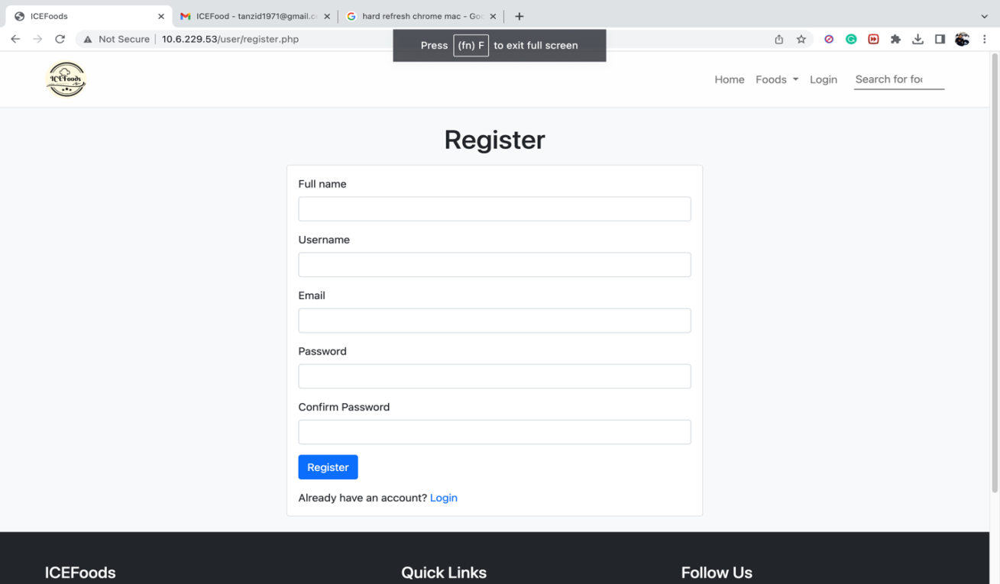 ICEFoods
ICEFood - tanzid1971@gmail.c
hard refresh chrome mac - Goo
Not Secure 10.6.229.53/user/register.php
Press (fn) F to exit full screen
ICEFoods
Home Foods Login Search for foo
Register
Full name
Username
Email
Password
Confirm Password
Register
Already have an account? Login
ICEFoods Quick Links Follow Us